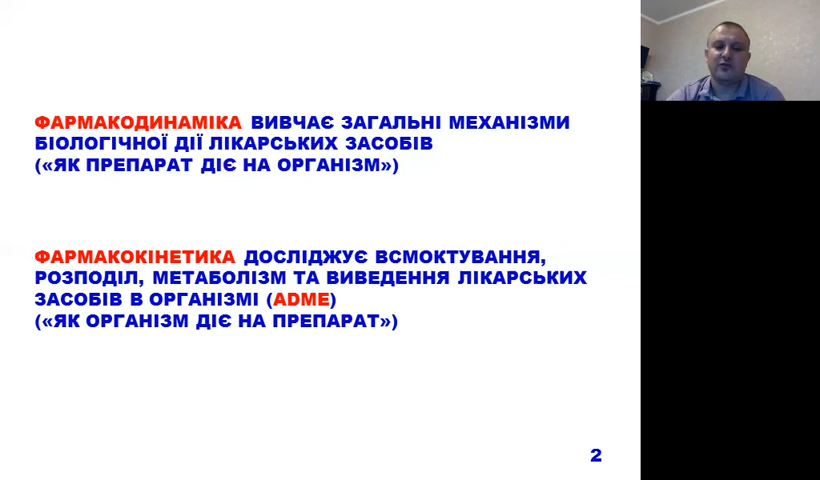 ФАРМАКОДИНАМІКА ВИВЧАЄ ЗАГАЛЬНІ МЕХАНІЗМИ
БІОЛОГІЧНОЇ ДІЇ ЛІКАРСЬКИХ ЗАСОБІВ
(«ЯК ПРЕПАРАТ ДІЄ НА ОРГАНІЗМ»)
ФАРМАКОКІНЕТИКА ДОСЛІДЖУЄ ВСМОКТУВАННЯ,
РОЗПОДІЛ, МЕТАБОЛІЗМ ТА ВИВЕДЕННЯ ЛІКАРСЬКИХ
ЗАСОБІВ В ОРГАНІЗМІ (ADME)
(«ЯК ОРГАНІЗМ ДІЄ НА ПРЕПАРАТ»)
2